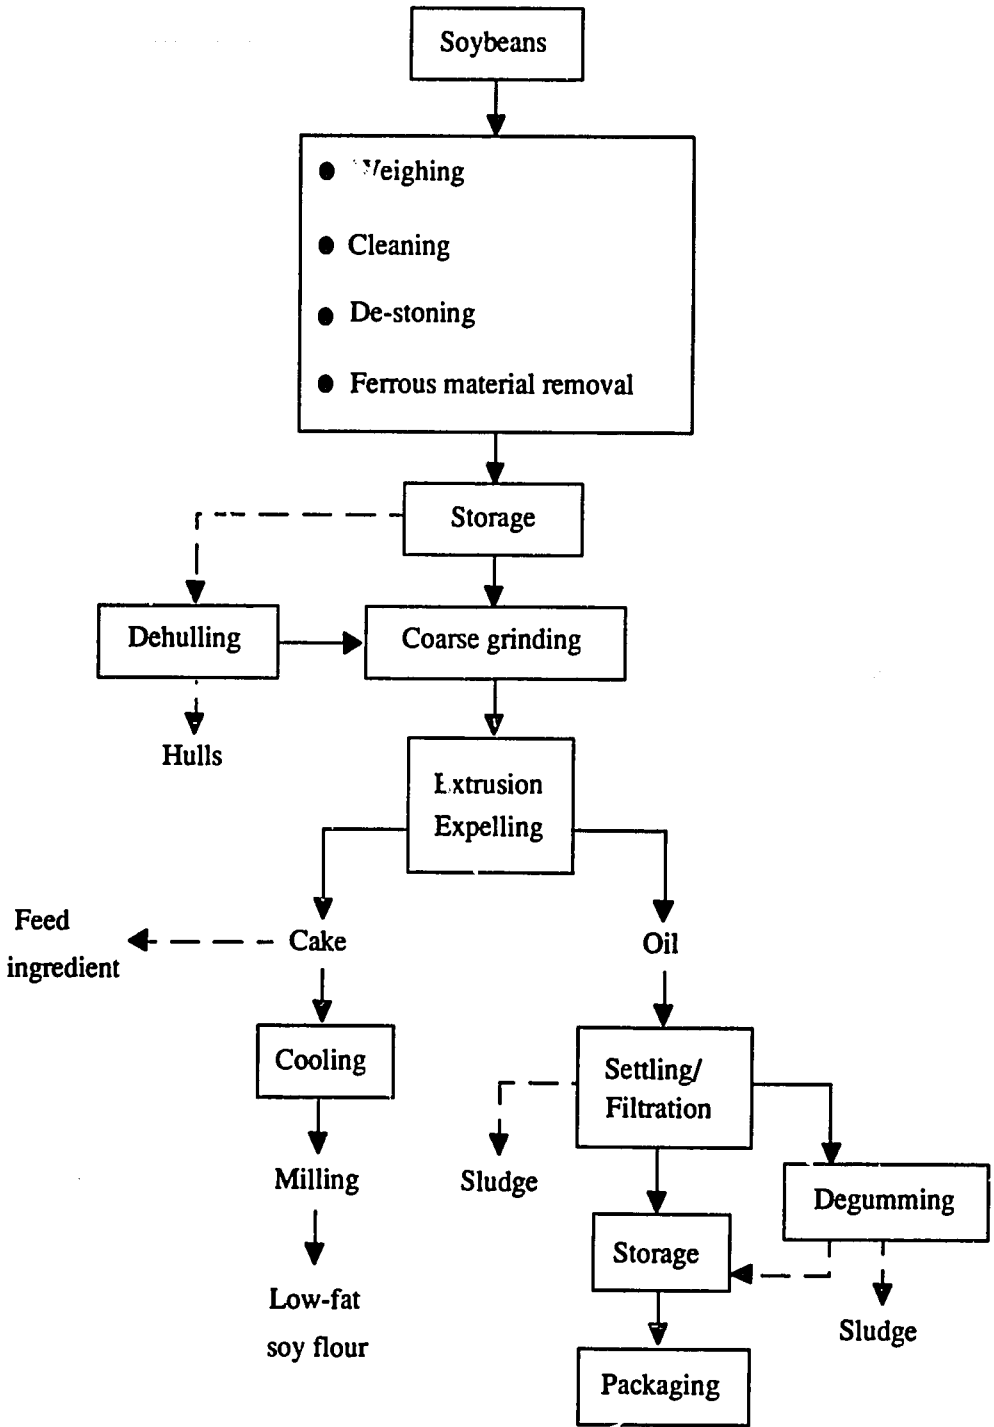 Soybeans
● Weighing
● Cleaning
● De-stoning
● Ferrous material removal
Storage
Dehulling
Coarse grinding
Hulls
Extrusion
Expelling
Feed
ingredient
Cake
Oil
Cooling
Settling/
Filtration
Milling
Sludge
Degumming
Storage
Low-fat
soy flour
Sludge
Packaging